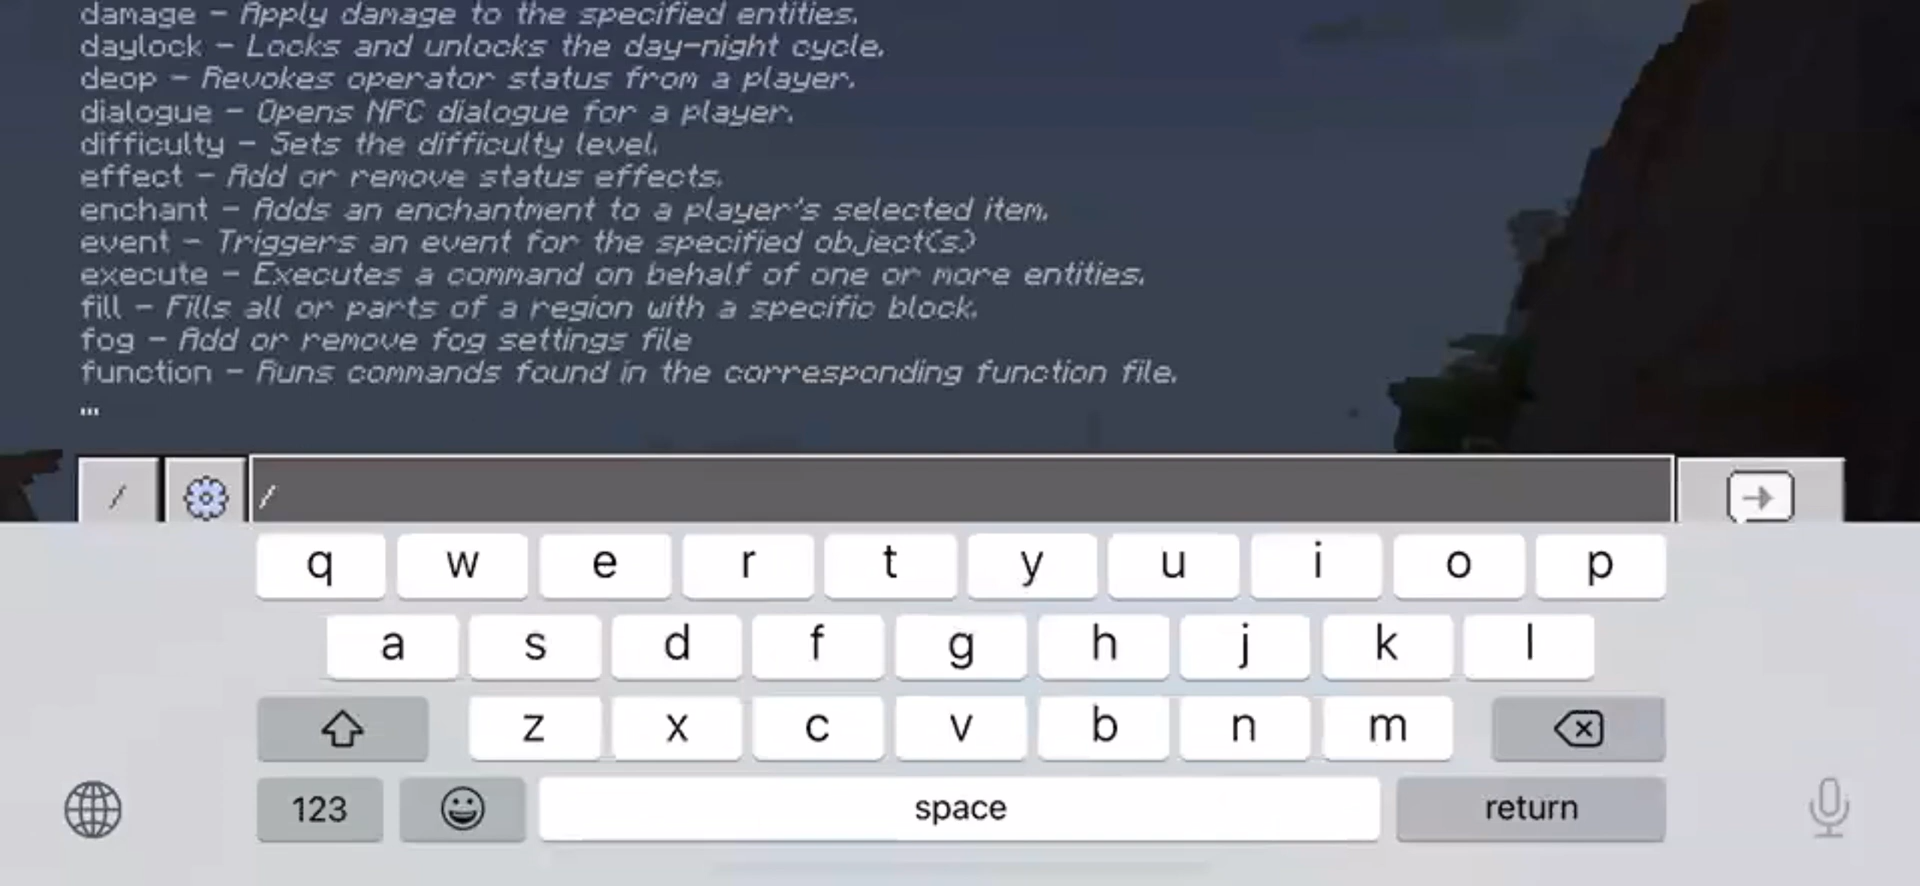 damage - Apply damage to the specified entities.
daylock - Locks and unlocks the day-night cycle.
deop - Revokes operator status from a player.
dialogue - Opens NPC dialogue for a player.
difficulty - Sets the difficulty level.
effect - Add or remove status effects.
enchant - Adds an enchantment to a player's selected item.
event - Triggers an event for the specified object(s)
execute - Executes a command on behalf of one or more entities.
fill - Fills all or parts of a region with a specific block.
fog - Add or remove fog settings file
function - Runs commands found in the corresponding function file.
...
/ /
q w e r t y u i o p
a s d f g h j k l
z x c v b n m
123 space return